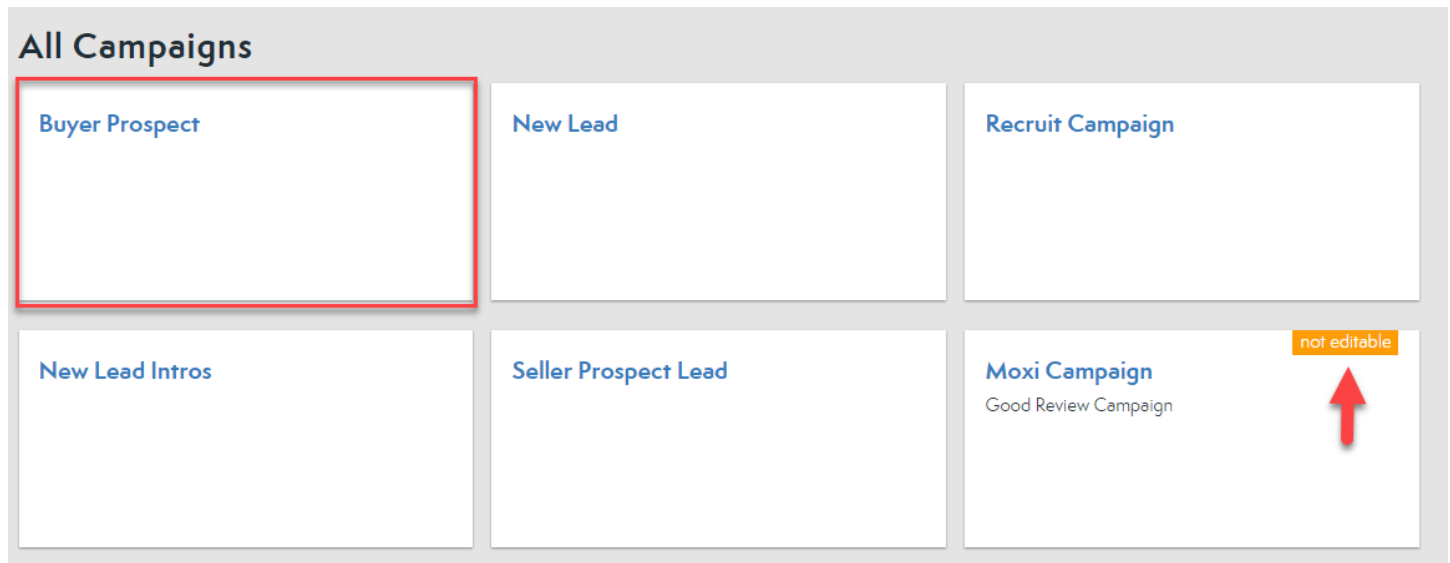 All Campaigns
Buyer Prospect
New Lead
Recruit Campaign
New Lead Intros
Seller Prospect Lead
not editable
Moxi Campaign
Good Review Campaign